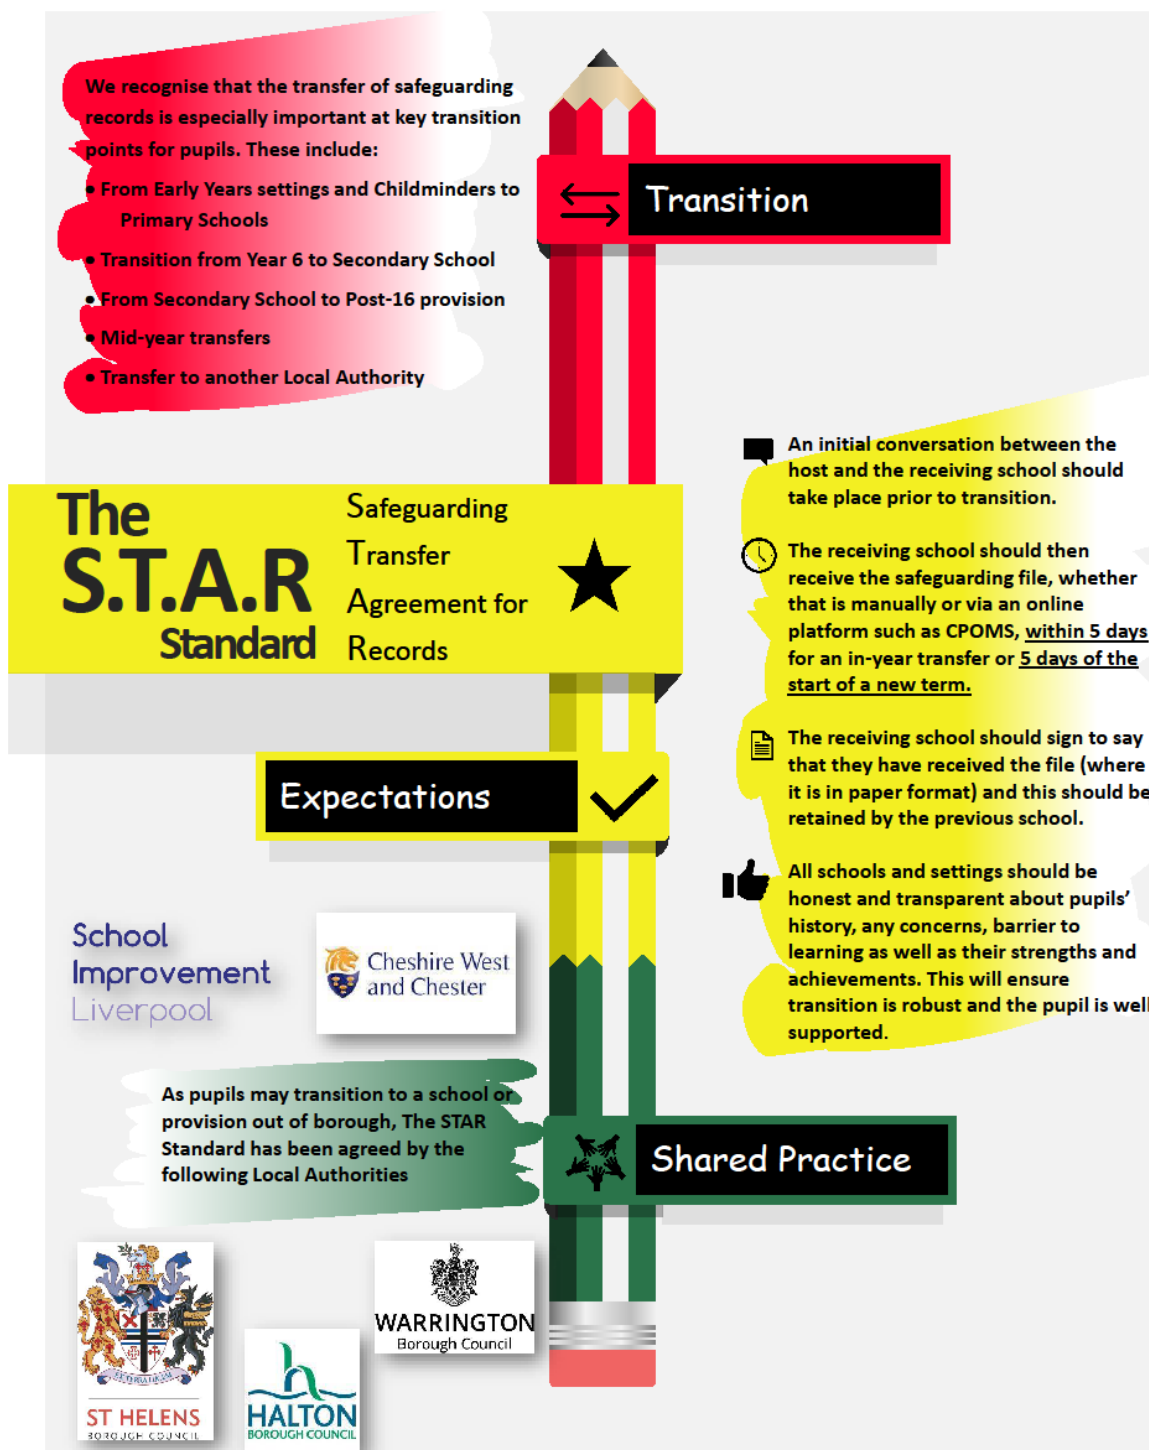 We recognise that the transfer of safeguarding
records is especially important at key transition
points for pupils. These include:
• From Early Years settings and Childminders to
Primary Schools
• Transition from Year 6 to Secondary School
• From Secondary School to Post-16 provision
• Mid-year transfers
• Transfer to another Local Authority
Transition
The
S.T.A.R
Standard
Safeguarding
Transfer
Agreement for
Records
An initial conversation between the
host and the receiving school should
take place prior to transition.
The receiving school should then
receive the safeguarding file, whether
that is manually or via an online
platform such as CPOMS, within 5 days
for an in-year transfer or 5 days of the
start of a new term.
The receiving school should sign to say
that they have received the file (where
it is in paper format) and this should be
retained by the previous school.
All schools and settings should be
honest and transparent about pupils’
history, any concerns, barrier to
learning as well as their strengths and
achievements. This will ensure
transition is robust and the pupil is well
supported.
Expectations
School
Improvement
Liverpool
Cheshire West
and Chester
As pupils may transition to a school or
provision out of borough, The STAR
Standard has been agreed by the
following Local Authorities
Shared Practice
ST HELENS
BOROUGH COUNCIL
HALTON
BOROUGH COUNCIL
WARRINGTON
Borough Council